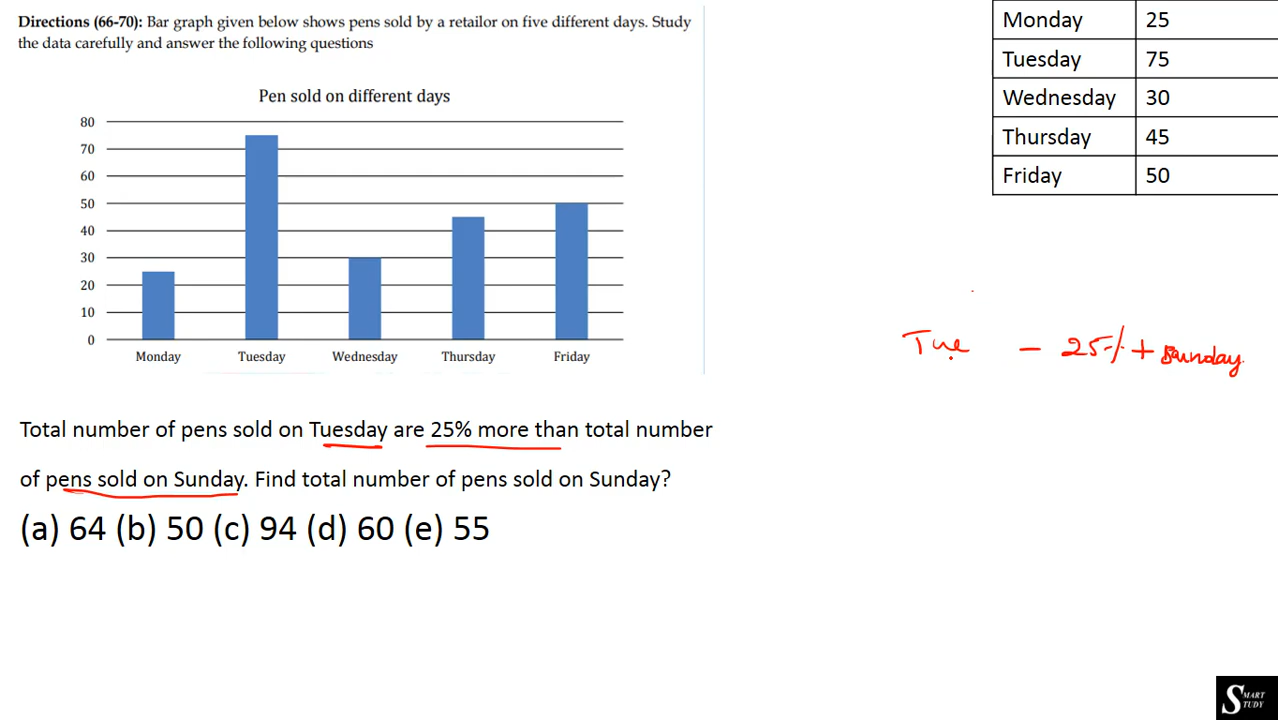 Directions (66-70): Bar graph given below shows pens sold by a retailor on five different days. Study
the data carefully and answer the following questions
Pen sold on different days
80
70
60
50
40
30
20
10
0
Monday Tuesday Wednesday Thursday Friday
Monday 25
Tuesday 75
Wednesday 30
Thursday 45
Friday 50
Tue - 25% + Sunday
Total number of pens sold on Tuesday are 25% more than total number
of pens sold on Sunday. Find total number of pens sold on Sunday?
(a) 64 (b) 50 (c) 94 (d) 60 (e) 55
SMART
STUDY